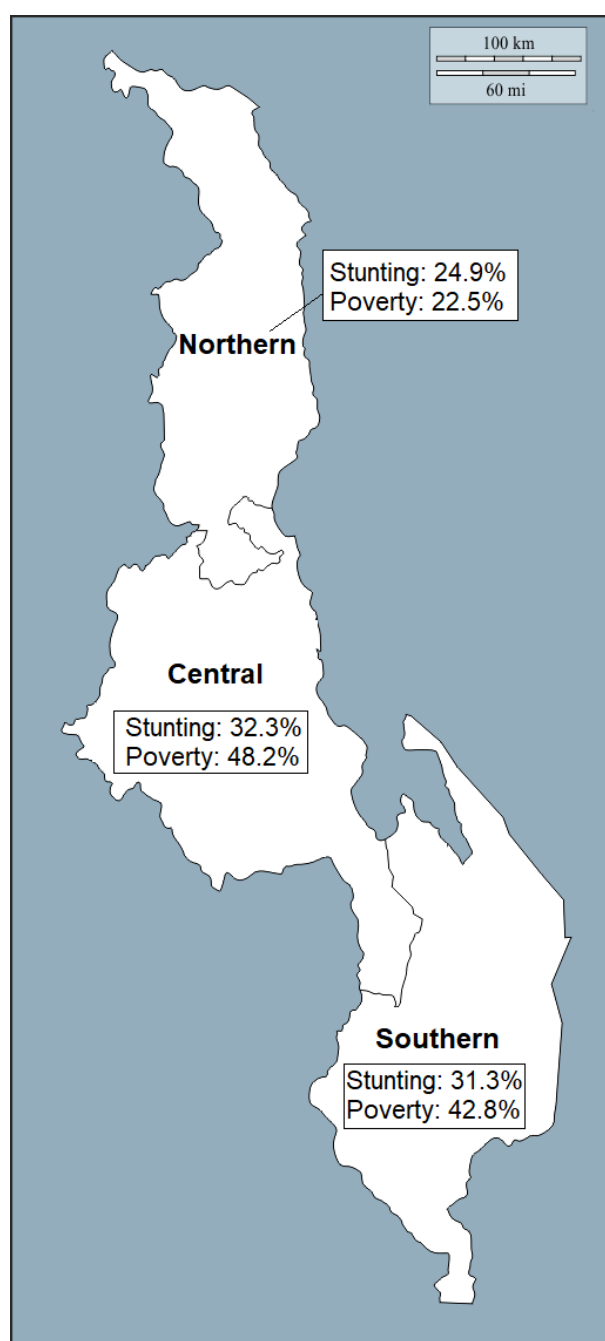 100 km
60 mi
Stunting: 24.9%
Poverty: 22.5%
Northern
Central
Stunting: 32.3%
Poverty: 48.2%
Southern
Stunting: 31.3%
Poverty: 42.8%